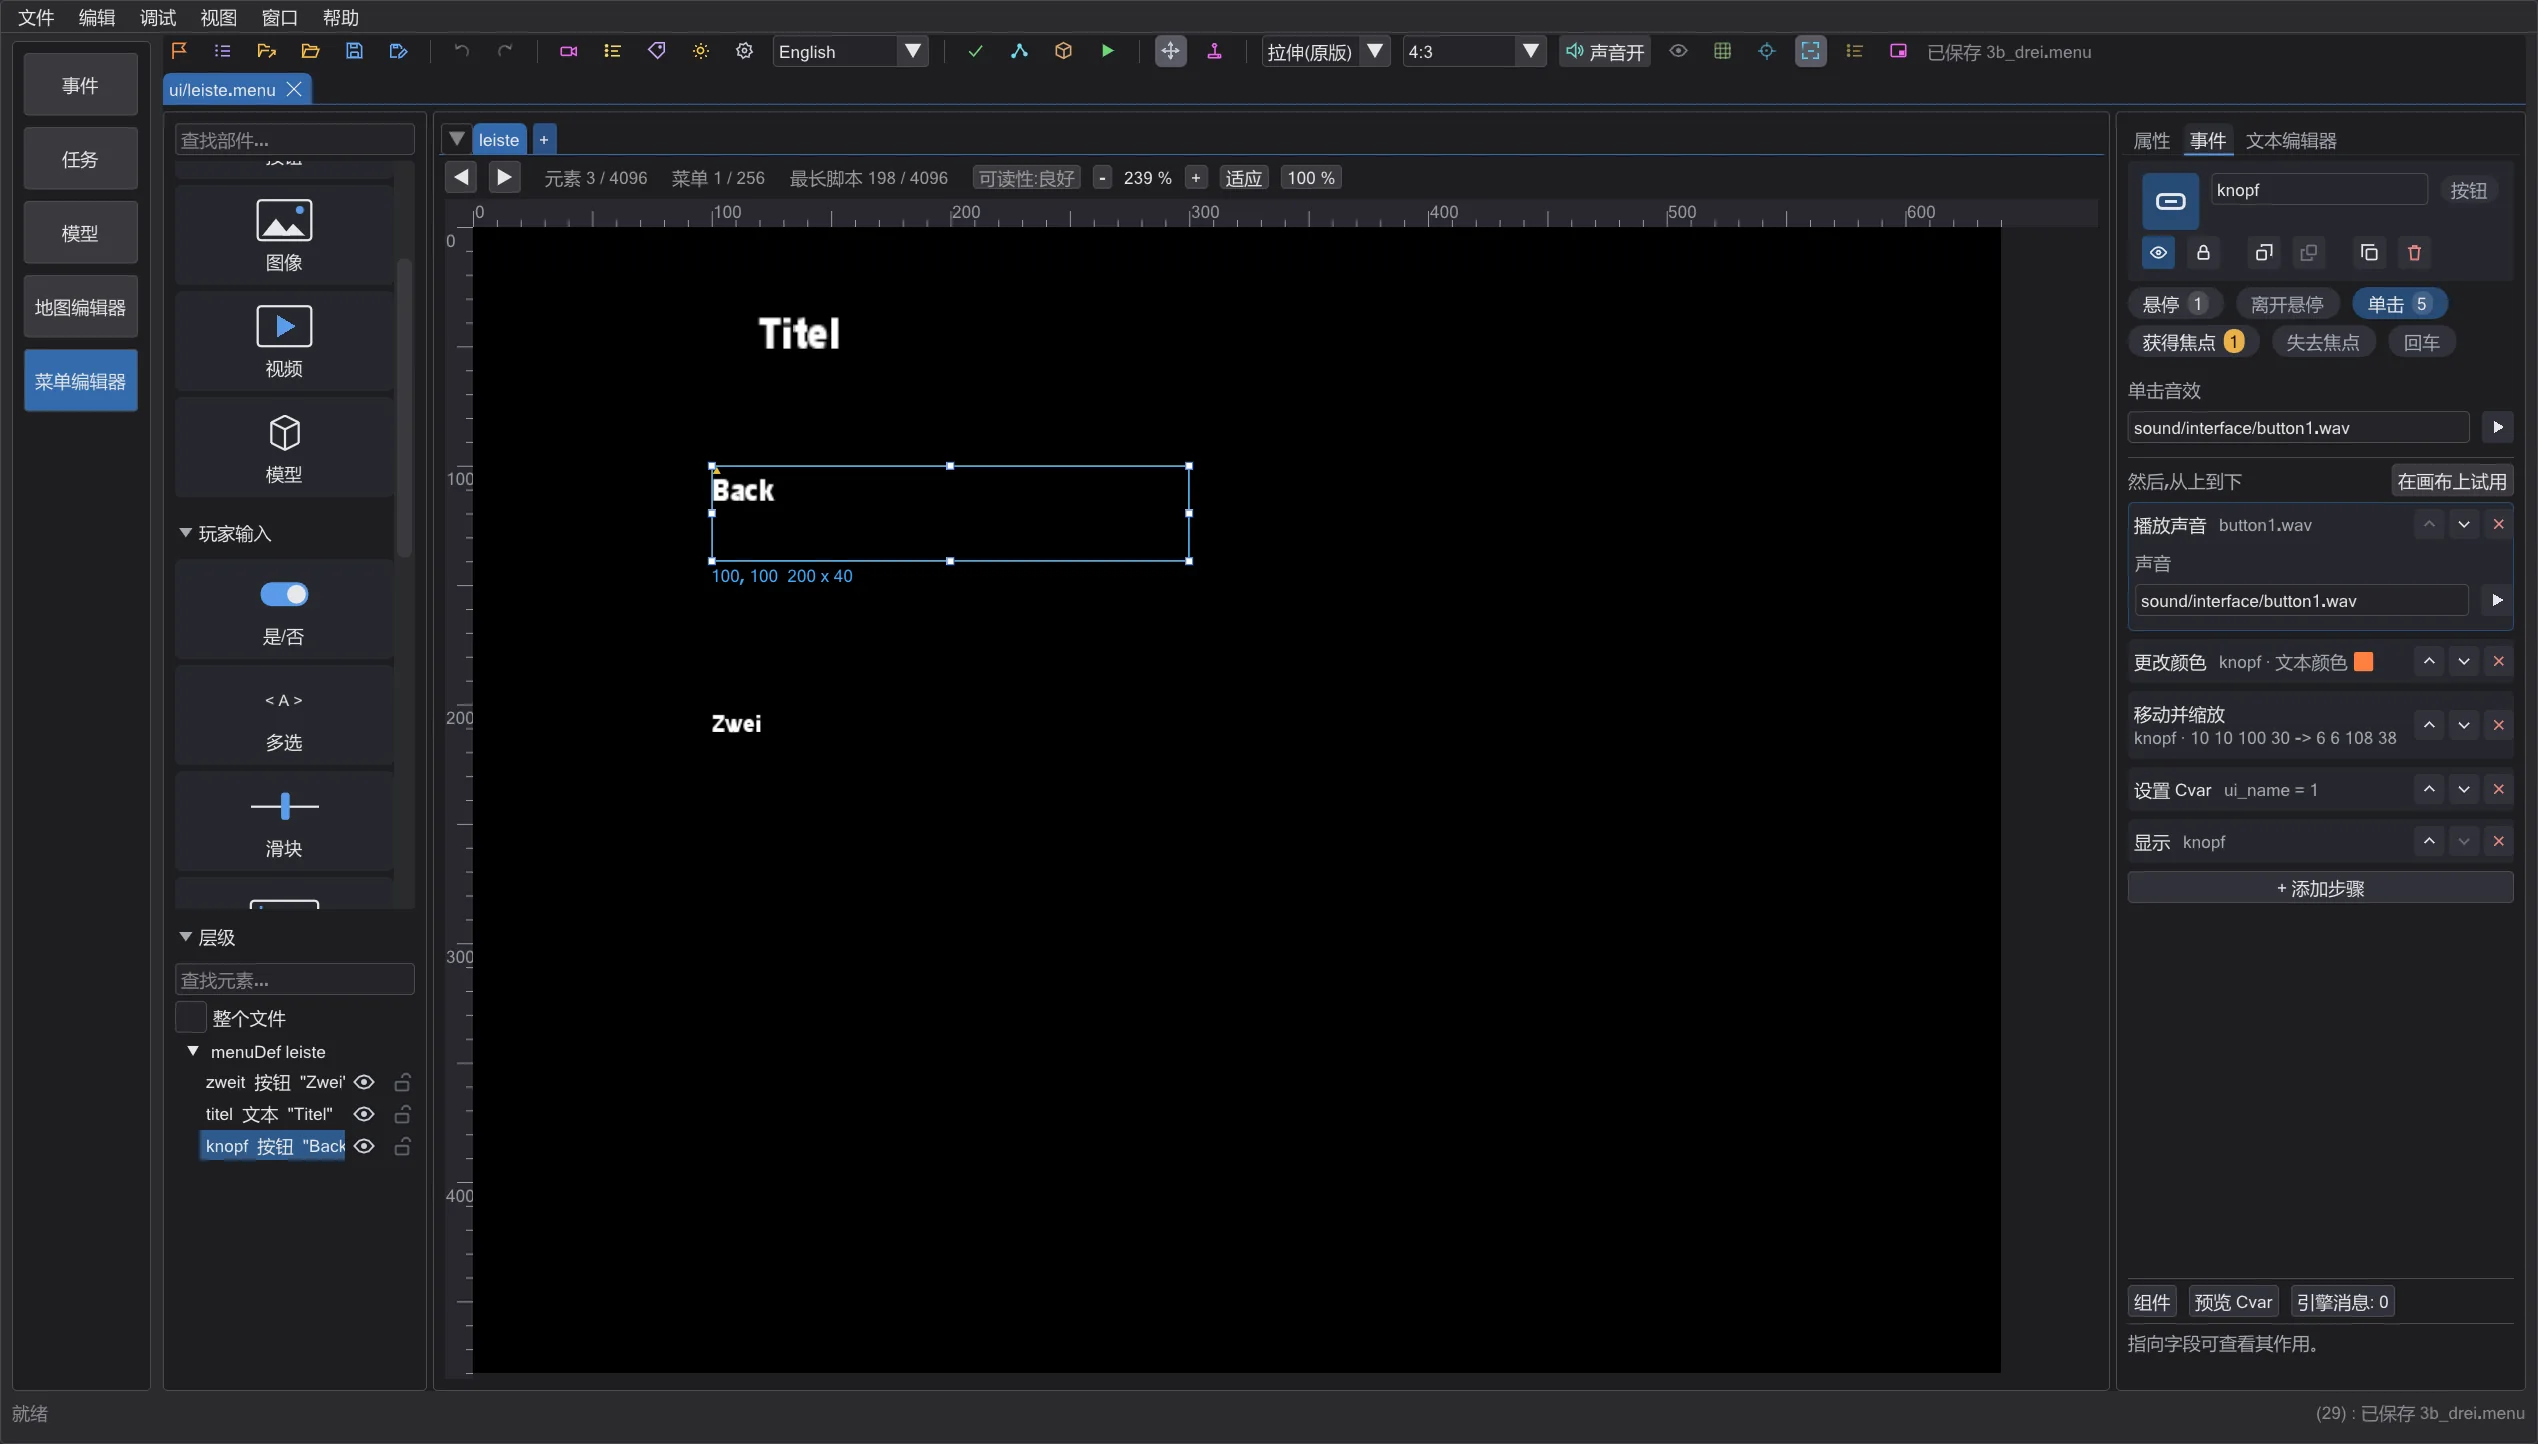 文件 编辑 调试 视图 窗口 帮助
English 拉伸(原版) 4:3 声音开 已保存 3b_drei.menu
ui/leiste.menu
事件
任务
模型
地图编辑器
菜单编辑器
查找部件...
图像
视频
模型
玩家输入
是/否
< A >
多选
滑块
层级
查找元素...
整个文件
menuDef leiste
zweit 按钮 "Zwei'
titel 文本 "Titel"
knopf 按钮 "Back
leiste +
元素 3 / 4096 菜单 1 / 256 最长脚本 198 / 4096 可读性:良好 - 239 % + 适应 100 %
0 100 200 300 400 500 600
0
100
200
300
400
Titel
Back
100, 100 200 x 40
Zwei
属性 事件 文本编辑器
knopf 按钮
悬停 1 离开悬停 单击 5
获得焦点 1 失去焦点 回车
单击音效
sound/interface/button1.wav
然后,从上到下 在画布上试用
播放声音 button1.wav
声音
sound/interface/button1.wav
更改颜色 knopf · 文本颜色
移动并缩放
knopf · 10 10 100 30 -> 6 6 108 38
设置 Cvar ui_name = 1
显示 knopf
+ 添加步骤
组件 预览 Cvar 引擎消息: 0
指向字段可查看其作用。
就绪 (29) : 已保存 3b_drei.menu